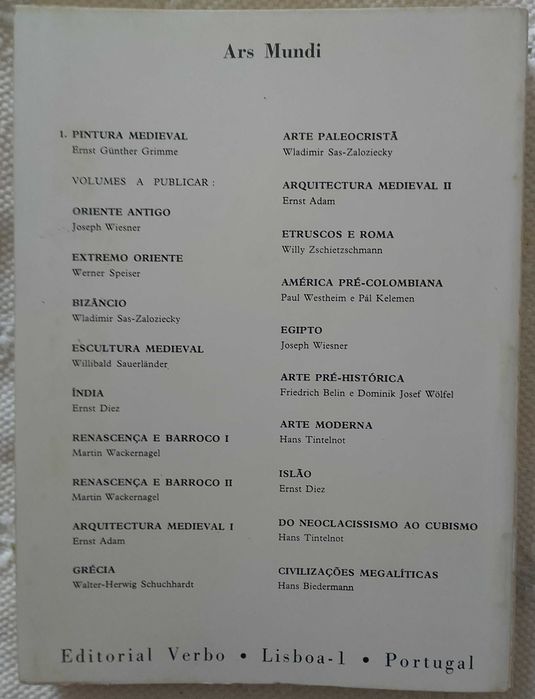 Ars Mundi
1. PINTURA MEDIEVAL
Ernst Günther Grimme
VOLUMES A PUBLICAR :
ORIENTE ANTIGO
Joseph Wiesner
EXTREMO ORIENTE
Werner Speiser
BIZÂNCIO
Wladimir Sas-Zaloziecky
ESCULTURA MEDIEVAL
Willibald Sauerländer
ÍNDIA
Ernst Diez
RENASCENÇA E BARROCO I
Martin Wackernagel
RENASCENÇA E BARROCO II
Martin Wackernagel
ARQUITECTURA MEDIEVAL I
Ernst Adam
GRÉCIA
Walter-Herwig Schuchhardt
ARTE PALEOCRISTÃ
Wladimir Sas-Zaloziecky
ARQUITECTURA MEDIEVAL II
Ernst Adam
ETRUSCOS E ROMA
Willy Zschietzschmann
AMÉRICA PRÉ-COLOMBIANA
Paul Westheim e Pál Kelemen
EGIPTO
Joseph Wiesner
ARTE PRÉ-HISTÓRICA
Friedrich Belin e Dominik Josef Wölfel
ARTE MODERNA
Hans Tintelnot
ISLÃO
Ernst Diez
DO NEOCLACISSISMO AO CUBISMO
Hans Tintelnot
CIVILIZAÇÕES MEGALÍTICAS
Hans Biedermann
Editorial Verbo • Lisboa-1 • Portugal